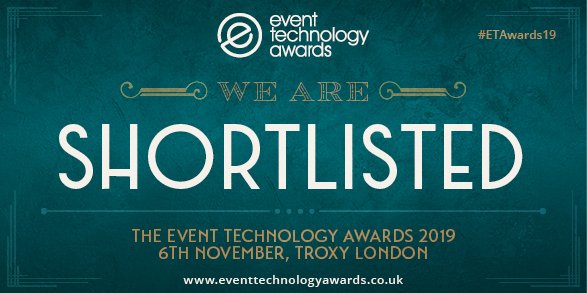 event
technology
awards
#ETAwards19
WE ARE
SHORTLISTED
THE EVENT TECHNOLOGY AWARDS 2019
6TH NOVEMBER, TROXY LONDON
www.eventtechnologyawards.co.uk